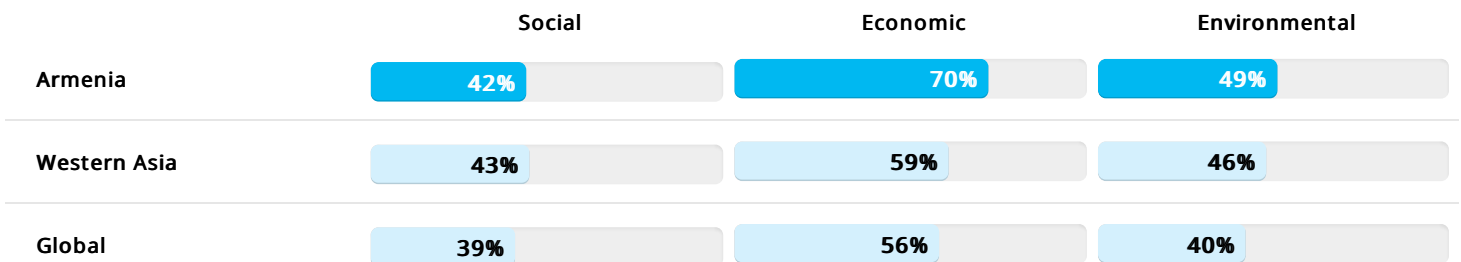 Social Economic Environmental
Armenia 42% 70% 49%
Western Asia 43% 59% 46%
Global 39% 56% 40%